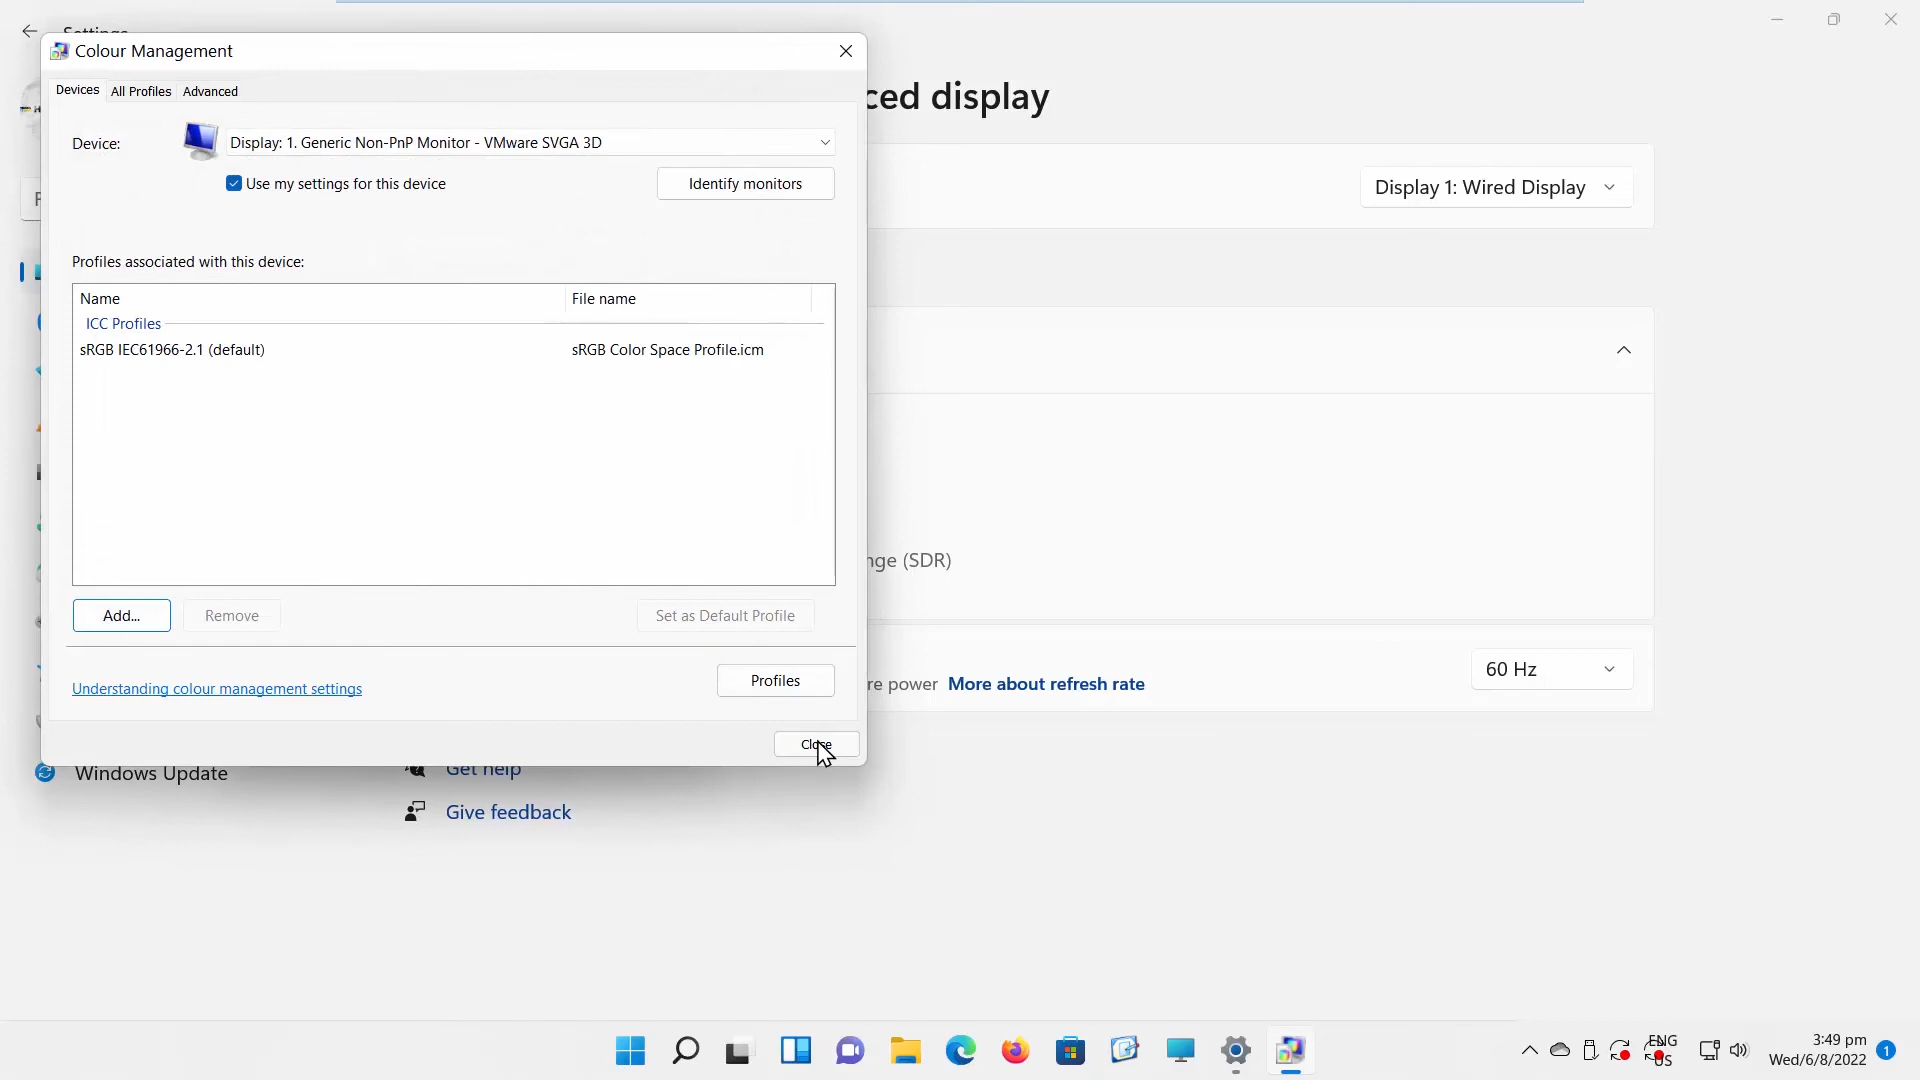 Settings
Colour Management
Devices
All Profiles
Advanced
Device:
Display: 1. Generic Non-PnP Monitor - VMware SVGA 3D
Use my settings for this device
Identify monitors
Profiles associated with this device:
Name
File name
ICC Profiles
sRGB IEC61966-2.1 (default)
sRGB Color Space Profile.icm
Add...
Remove
Set as Default Profile
Understanding colour management settings
Profiles
Close
ced display
Display 1: Wired Display
nge (SDR)
re power More about refresh rate
60 Hz
Windows Update
Get help
Give feedback
ENG
US
3:49 pm
Wed/6/8/2022
1